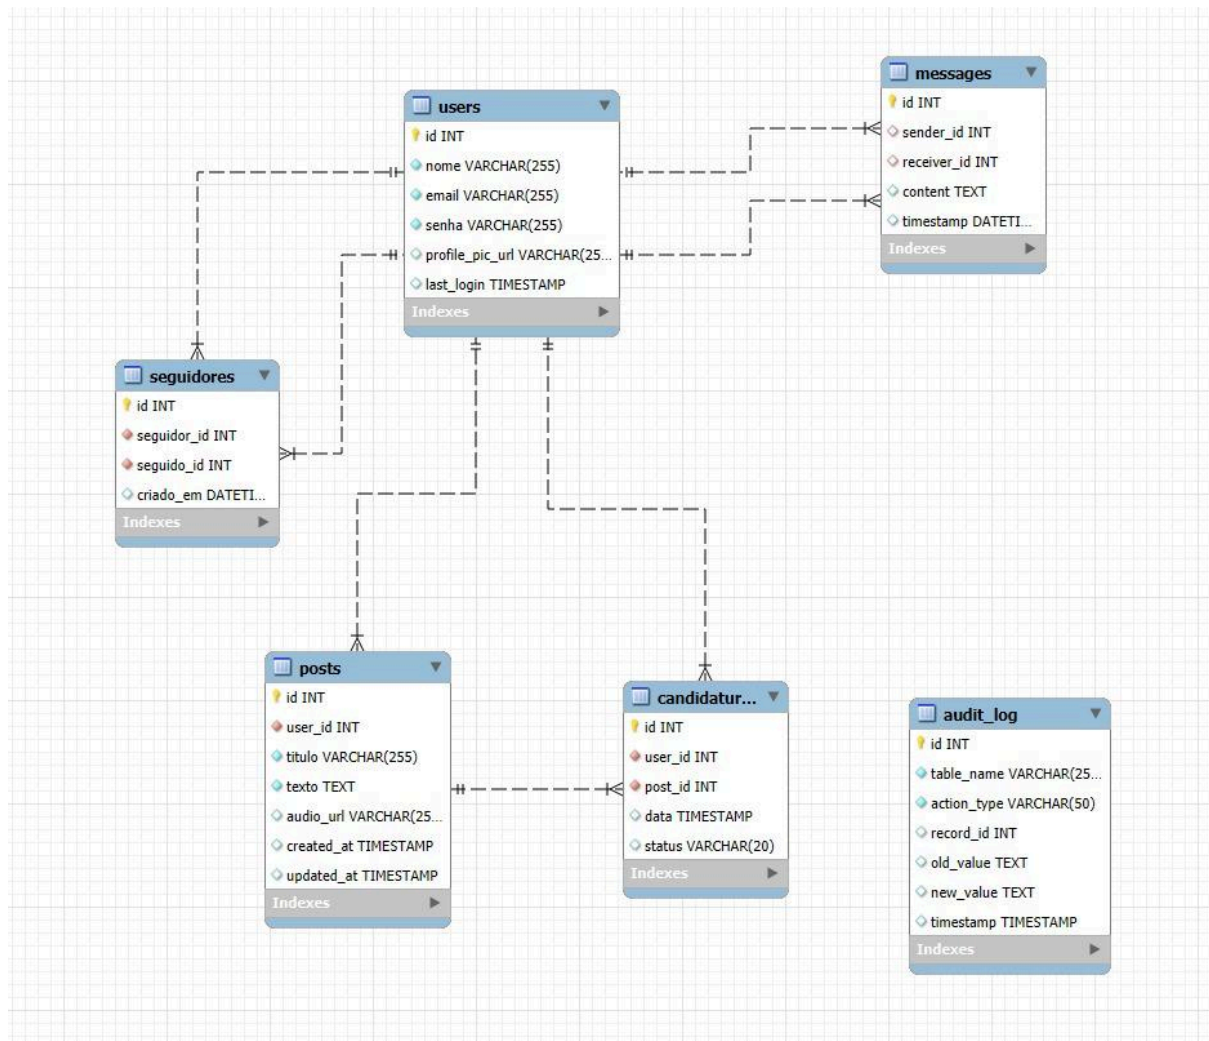 users
id INT
nome VARCHAR(255)
email VARCHAR(255)
senha VARCHAR(255)
profile_pic_url VARCHAR(25...
last_login TIMESTAMP
Indexes
messages
id INT
sender_id INT
receiver_id INT
content TEXT
timestamp DATETI...
Indexes
seguidores
id INT
seguidor_id INT
seguido_id INT
criado_em DATETI...
Indexes
posts
id INT
user_id INT
titulo VARCHAR(255)
texto TEXT
audio_url VARCHAR(25...
created_at TIMESTAMP
updated_at TIMESTAMP
Indexes
candidatur...
id INT
user_id INT
post_id INT
data TIMESTAMP
status VARCHAR(20)
Indexes
audit_log
id INT
table_name VARCHAR(25...
action_type VARCHAR(50)
record_id INT
old_value TEXT
new_value TEXT
timestamp TIMESTAMP
Indexes